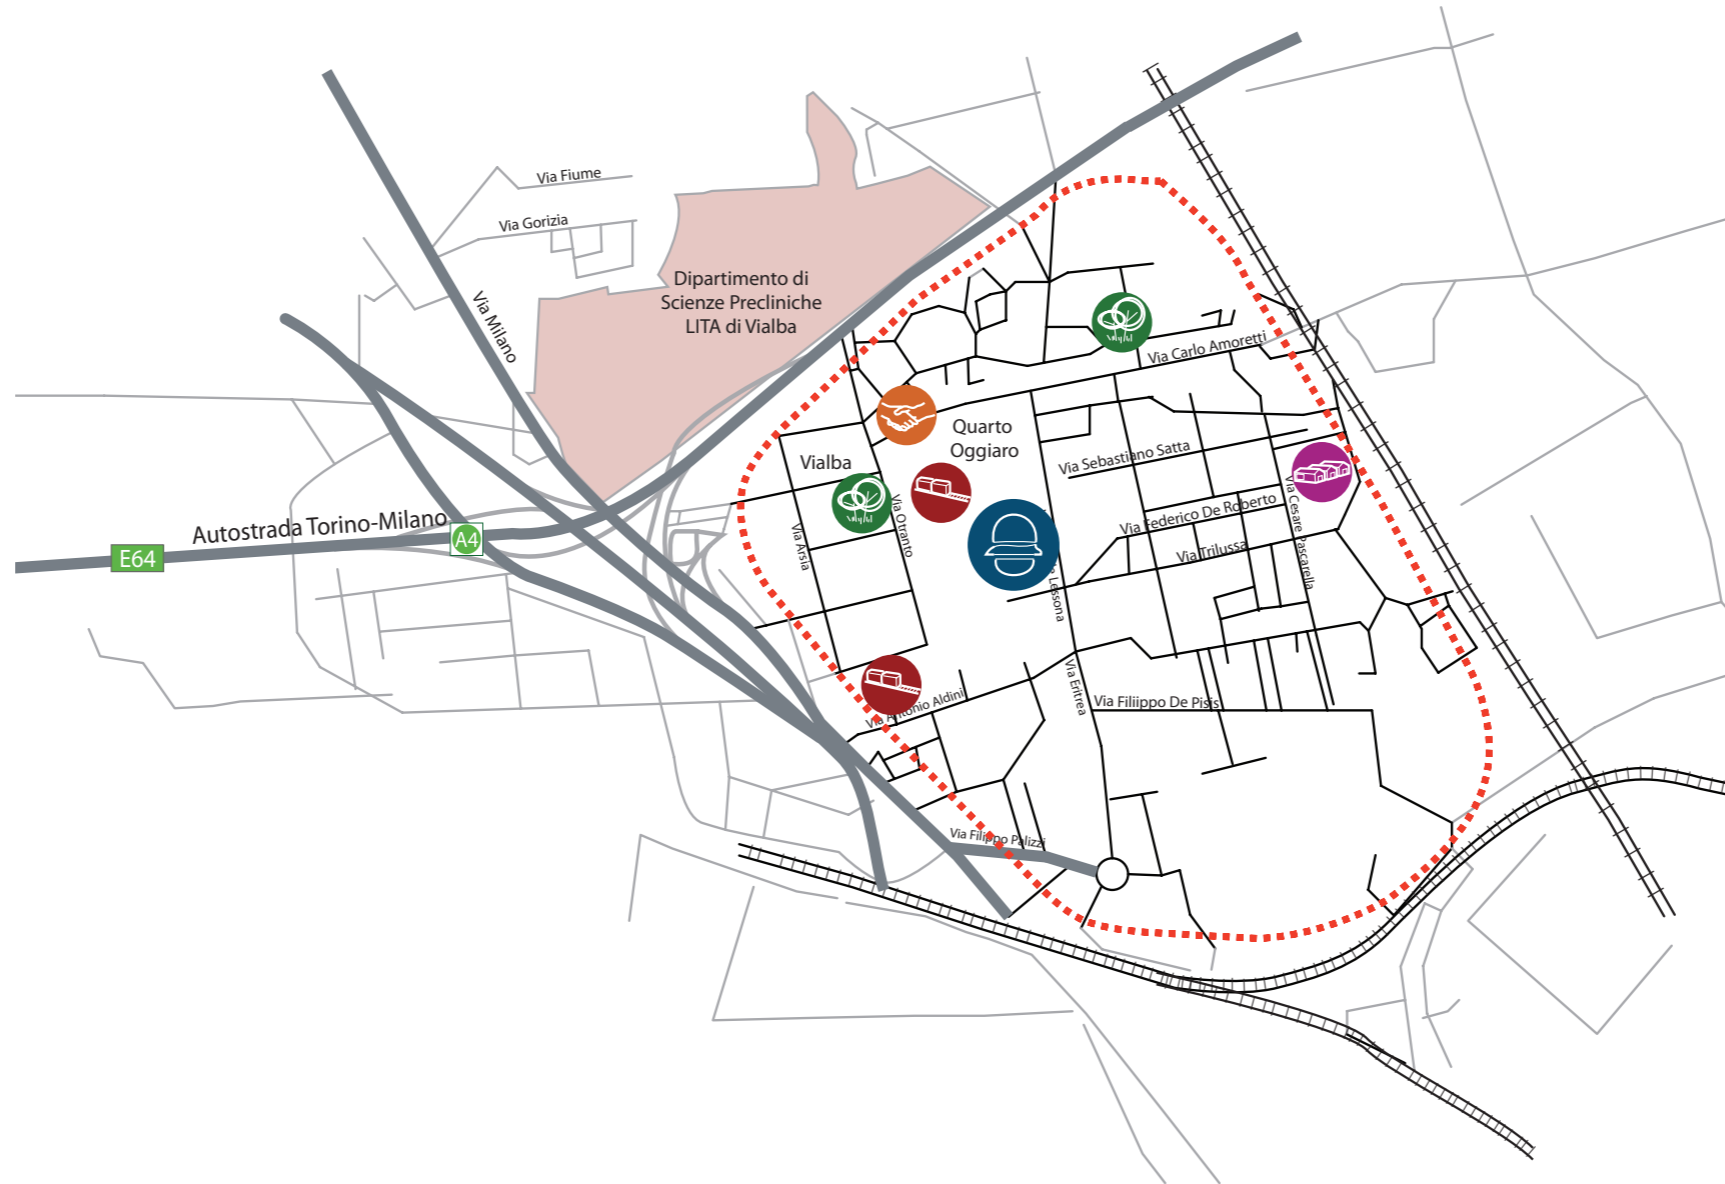 Via Fiume
Via Gorizia
Via Milano
Dipartimento di
Scienze Precliniche
LITA di Vialba
Via Carlo Amoretti
Quarto
Oggiaro
Vialba
Via Sebastiano Satta
Via Otranto
Via Arsia
Via Federico De Roberto
Via Cesare Pascarella
Via Trilussa
Autostrada Torino-Milano
A4
E64
Lessona
Via Eritrea
Via Filiippo De Pisis
Via Antonio Aldini
Via Filippo Palizzi